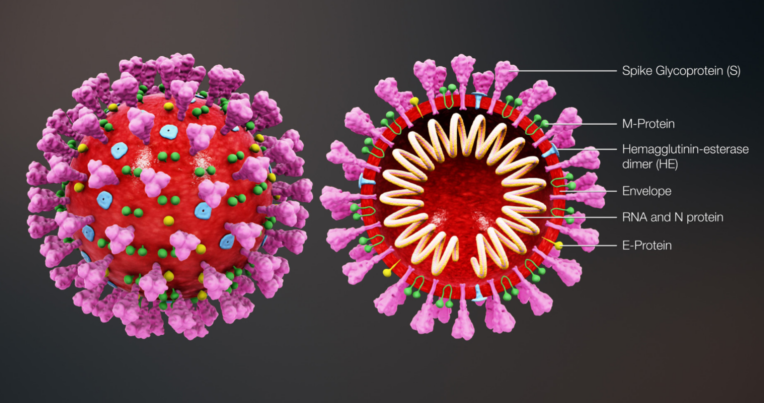 Spike Glycoprotein (S)
M-Protein
Hemagglutinin-esterase
dimer (HE)
Envelope
RNA and N protein
E-Protein